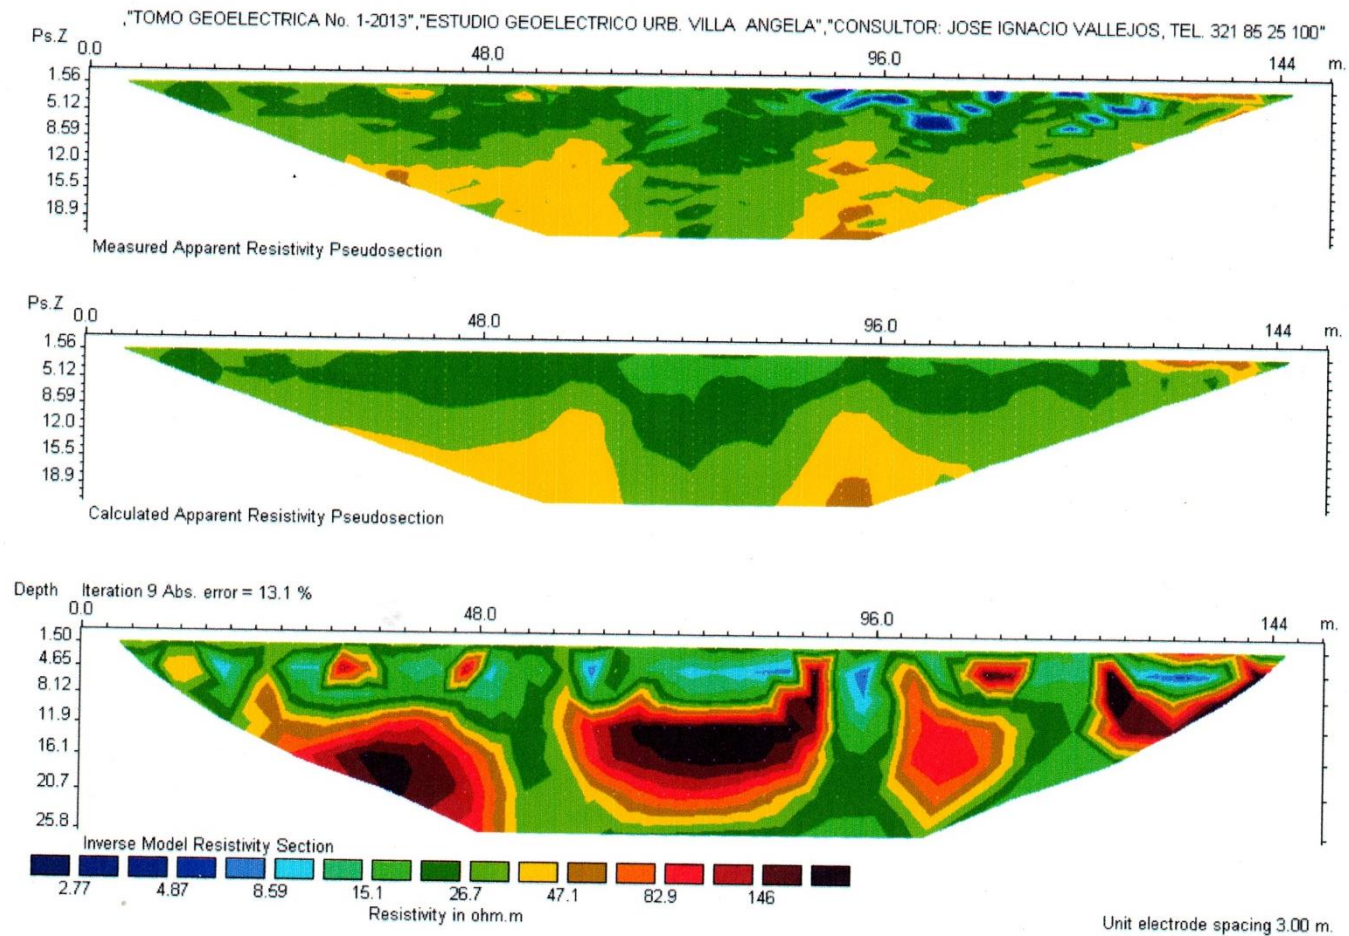 ,"TOMO GEOELECTRICA No. 1-2013","ESTUDIO GEOELECTRICO URB. VILLA ANGELA","CONSULTOR: JOSE IGNACIO VALLEJOS, TEL. 321 85 25 100"
Ps.Z 0.0 48.0 96.0 144 m.
1.56
5.12
8.59
12.0
15.5
18.9
Measured Apparent Resistivity Pseudosection
Ps.Z 0.0 48.0 96.0 144 m.
1.56
5.12
8.59
12.0
15.5
18.9
Calculated Apparent Resistivity Pseudosection
Depth Iteration 9 Abs. error = 13.1 %
0.0 48.0 96.0 144 m.
1.50
4.65
8.12
11.9
16.1
20.7
25.8
Inverse Model Resistivity Section
2.77 4.87 8.59 15.1 26.7 47.1 82.9 146
Resistivity in ohm.m
Unit electrode spacing 3.00 m.